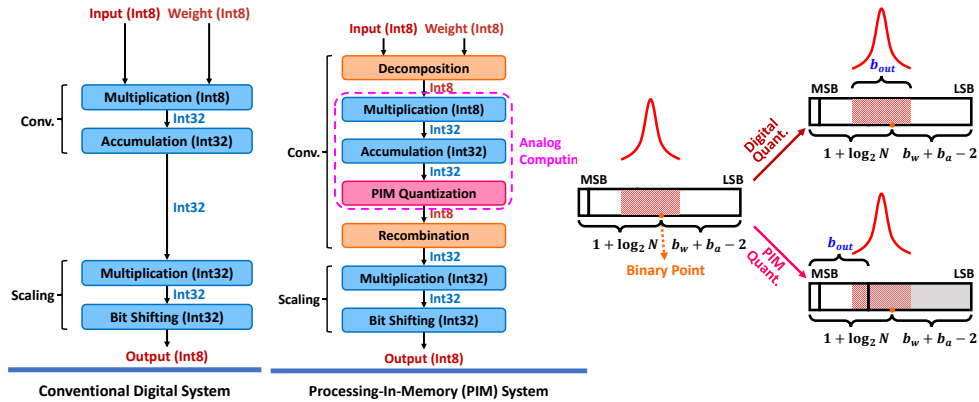 Input (Int8)
Weight (Int8)
Conv.
Multiplication (Int8)
Int32
Accumulation (Int32)
Int32
Scaling
Multiplication (Int32)
Int32
Bit Shifting (Int32)
Output (Int8)
Conventional Digital System
Input (Int8)
Weight (Int8)
Conv.
Decomposition
Int8
Multiplication (Int8)
Int32
Accumulation (Int32)
Int32
PIM Quantization
Int8
Recombination
Int32
Scaling
Multiplication (Int32)
Int32
Bit Shifting (Int32)
Output (Int8)
Analog
Computin
Processing-In-Memory (PIM) System
MSB
LSB
1 + log₂ N
b_w + b_a − 2
Binary Point
Digital
Quant.
PIM
Quant.
b_out
MSB
LSB
1 + log₂ N
b_w + b_a − 2
b_out
MSB
LSB
1 + log₂ N
b_w + b_a − 2